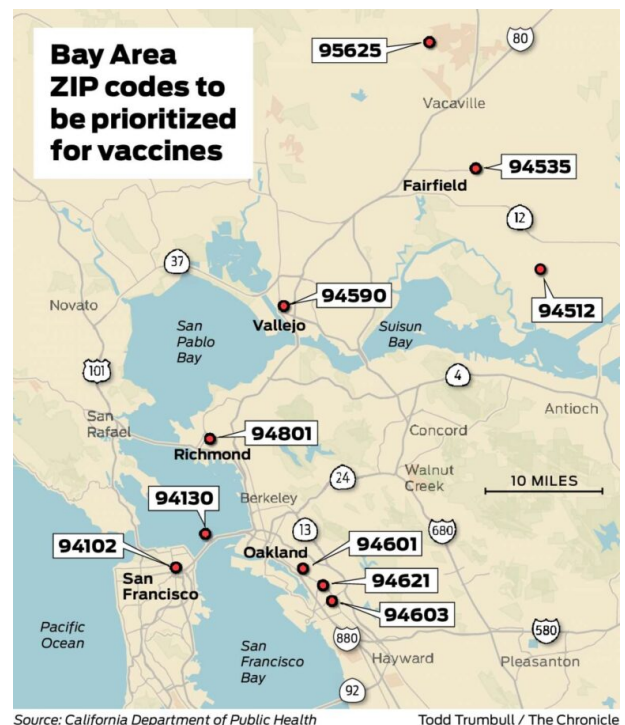 Bay Area
ZIP codes to
be prioritized
for vaccines
95625
80
Vacaville
94535
Fairfield
12
37
94590
Vallejo
94512
Novato
San
Pablo
Bay
Suisun
Bay
101
4
San
Rafael
94801
Richmond
Antioch
Concord
24
Walnut
Creek
10 MILES
94130
Berkeley
680
94102
13
Oakland
94601
San
Francisco
94621
94603
Pacific
Ocean
880
580
San
Francisco
Bay
Hayward
Pleasanton
92
Source: California Department of Public Health
Todd Trumbull / The Chronicle